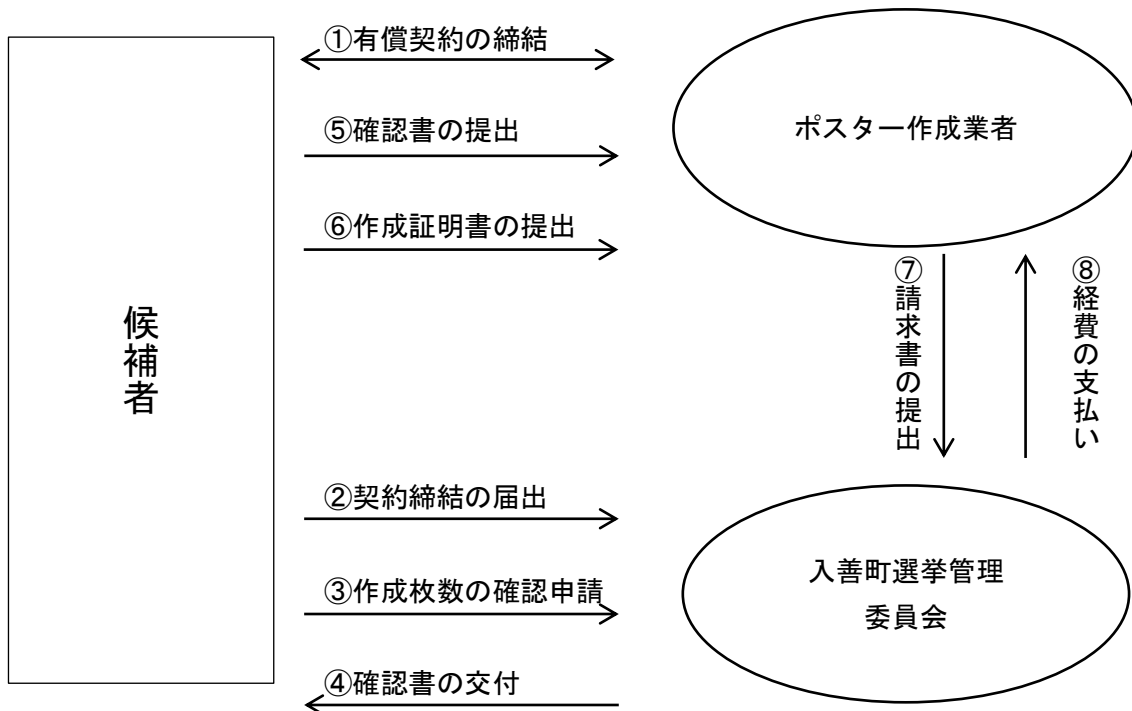 ①有償契約の締結
⑤確認書の提出
⑥作成証明書の提出
ポスター作成業者
候補者
⑦請求書の提出
⑧経費の支払い
②契約締結の届出
③作成枚数の確認申請
④確認書の交付
入善町選挙管理
委員会